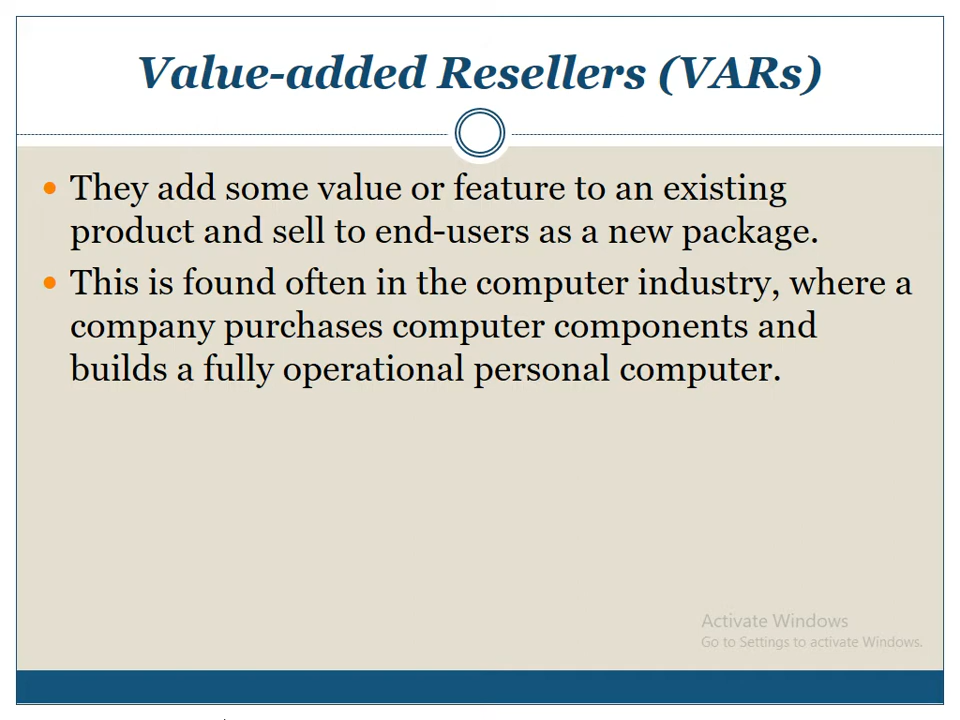 Value-added Resellers (VARs)
They add some value or feature to an existing
product and sell to end-users as a new package.
This is found often in the computer industry, where a
company purchases computer components and
builds a fully operational personal computer.
Activate Windows
Go to Settings to activate Windows.